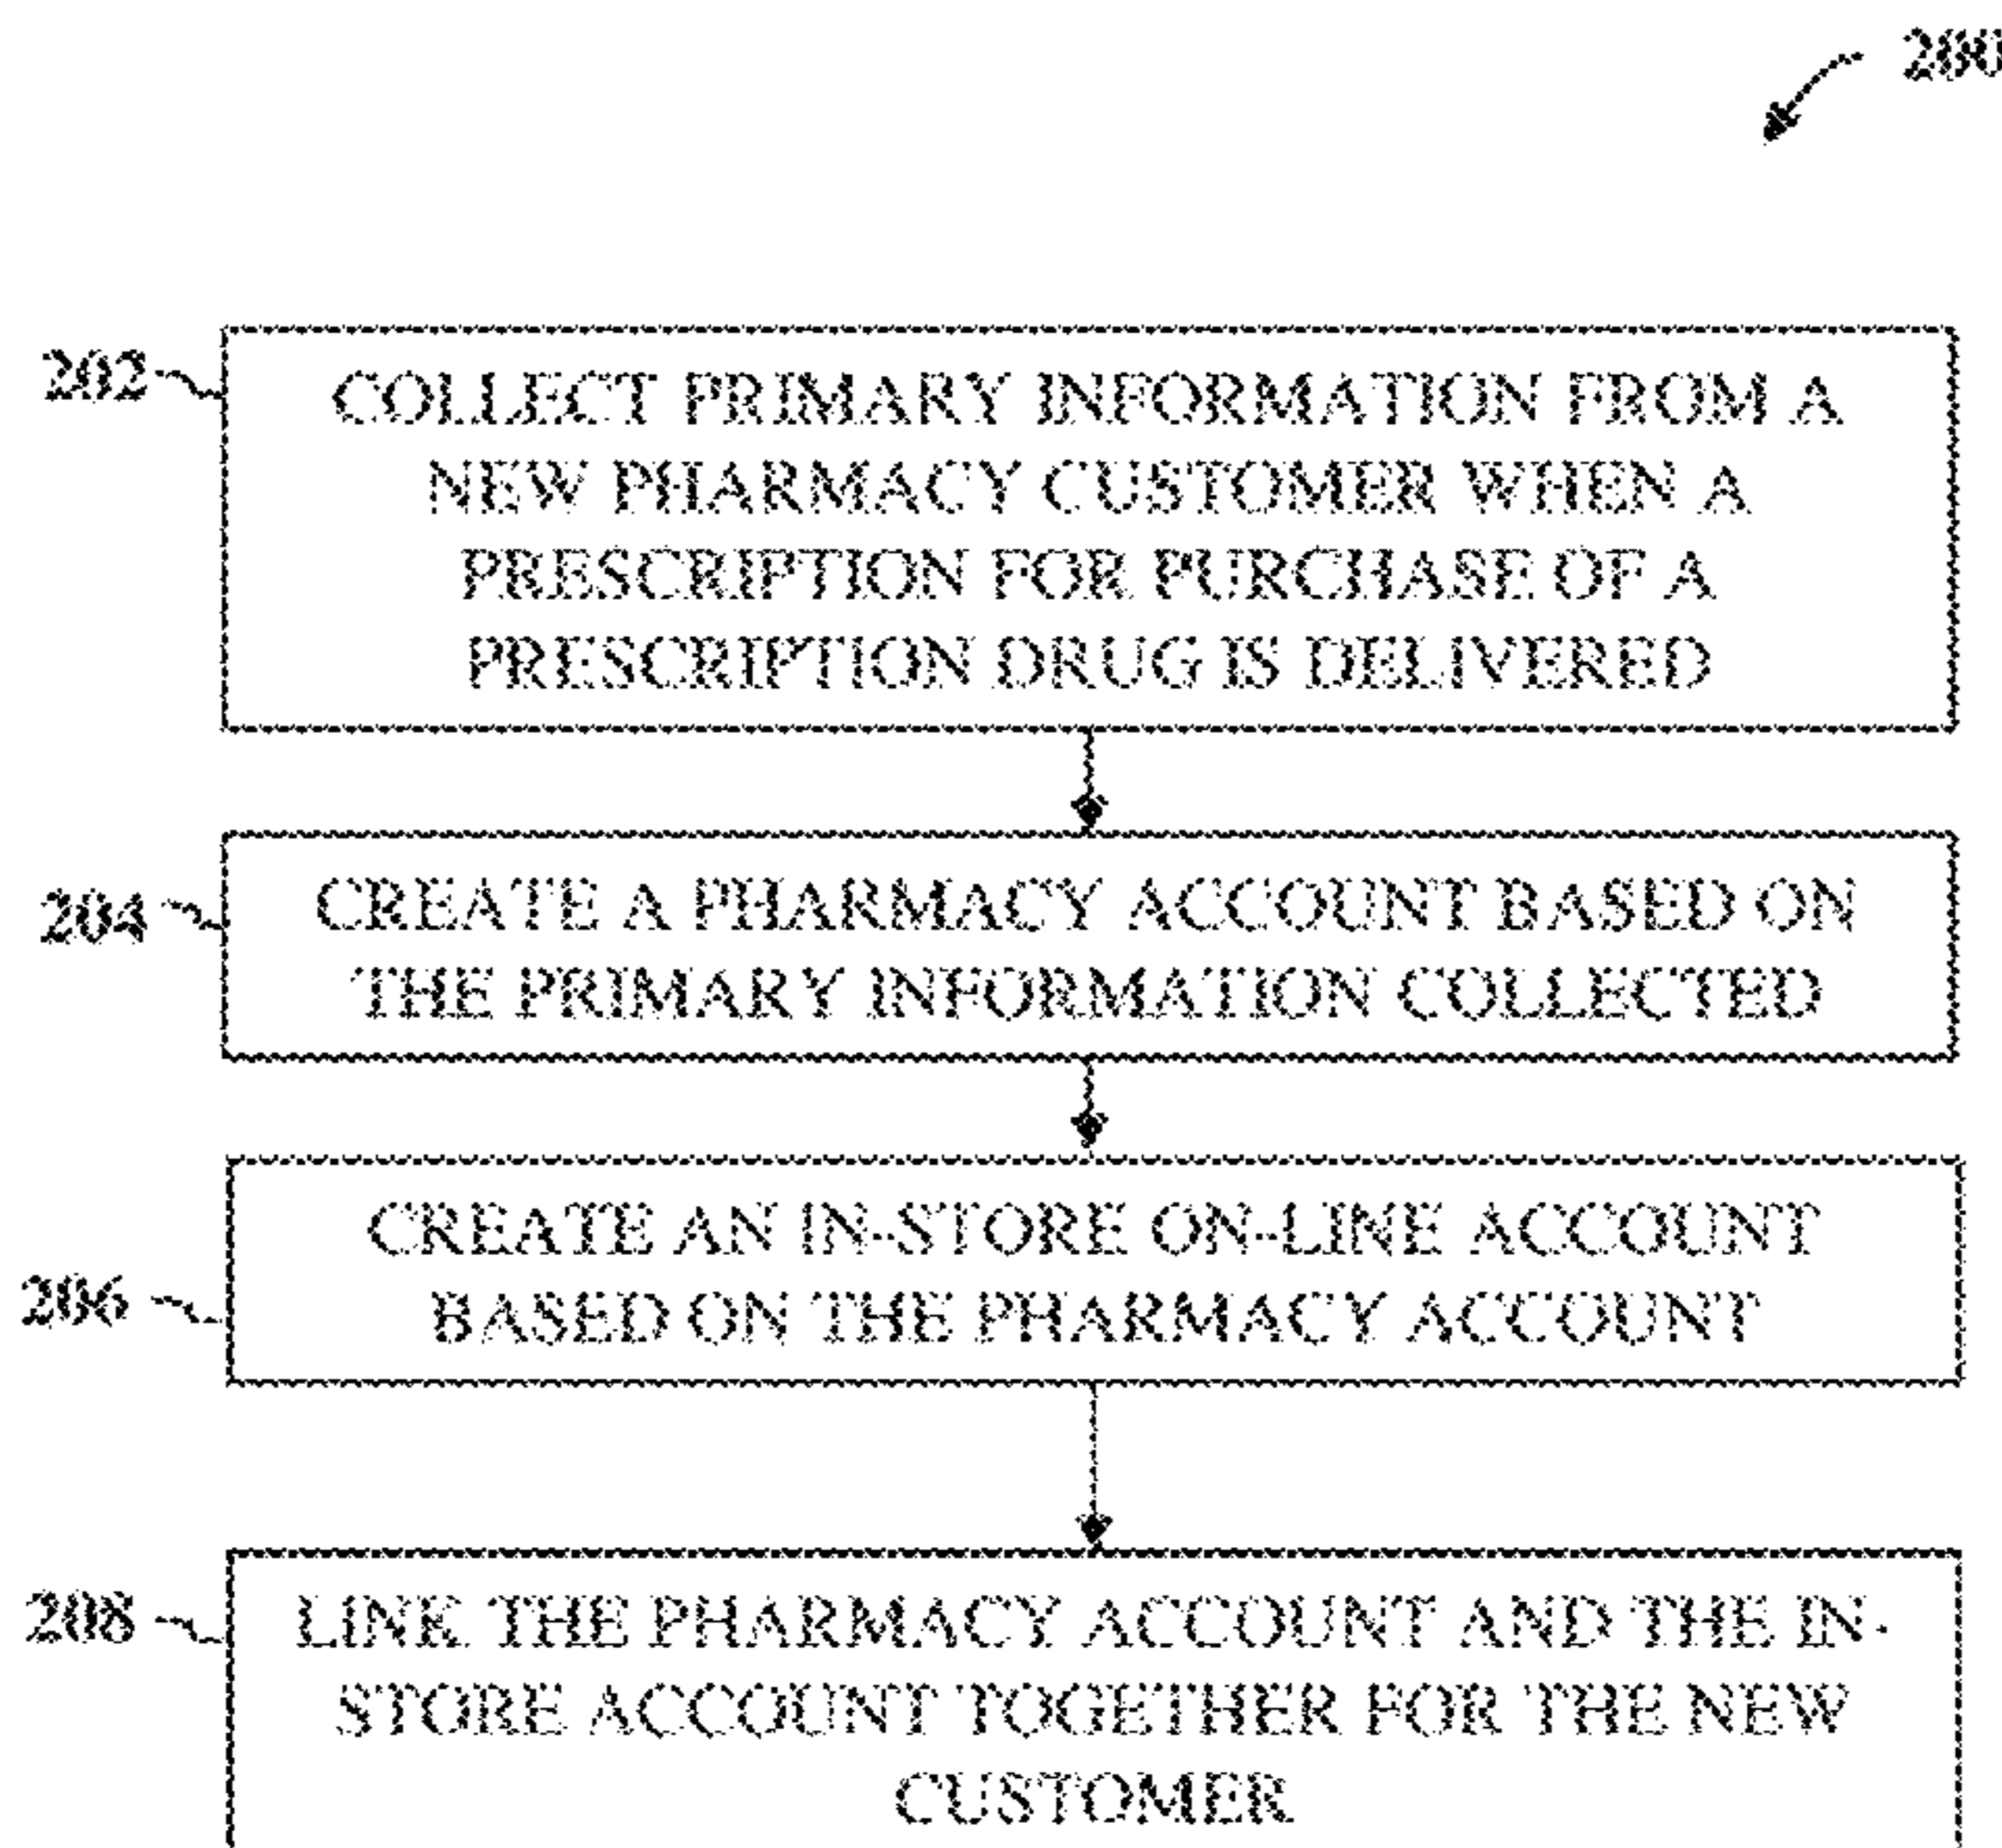 200
202
COLLECT PRIMARY INFORMATION FROM A
NEW PHARMACY CUSTOMER WHEN A
PRESCRIPTION FOR PURCHASE OF A
PRESCRIPTION DRUG IS DELIVERED
204
CREATE A PHARMACY ACCOUNT BASED ON
THE PRIMARY INFORMATION COLLECTED
206
CREATE AN IN-STORE ON-LINE ACCOUNT
BASED ON THE PHARMACY ACCOUNT
208
LINK THE PHARMACY ACCOUNT AND THE IN-
STORE ACCOUNT TOGETHER FOR THE NEW
CUSTOMER